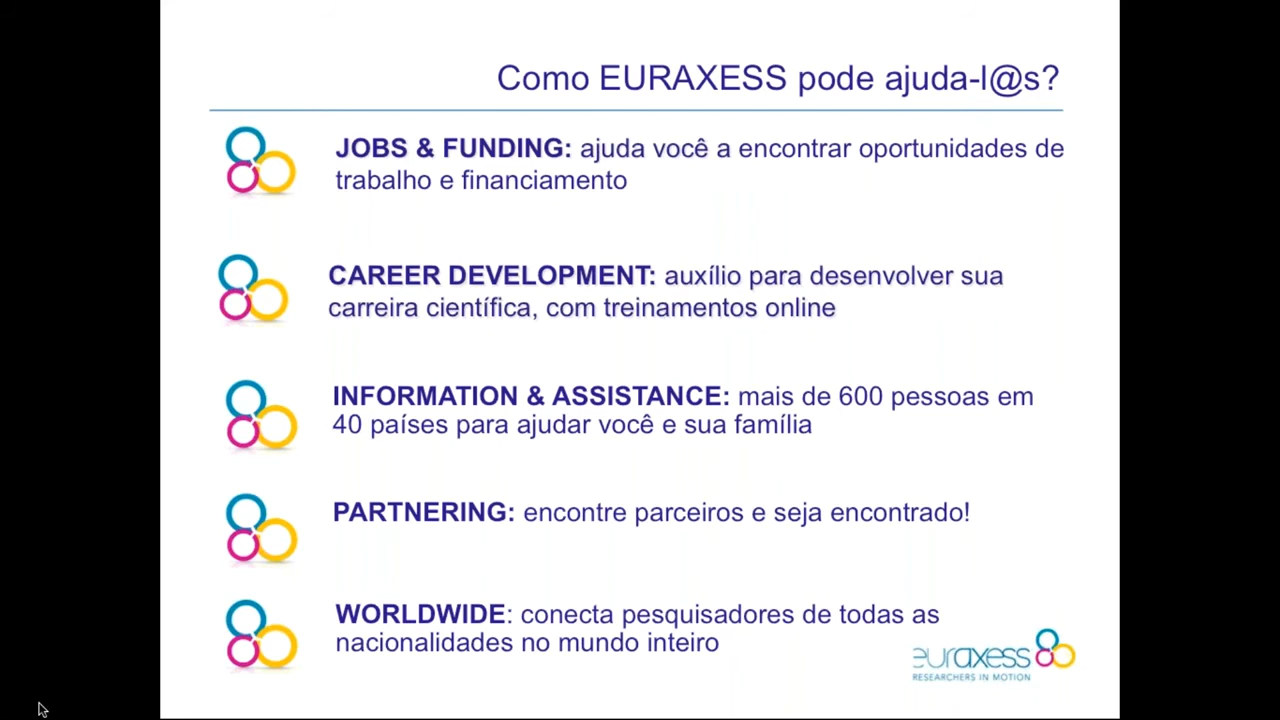 Como EURAXESS pode ajuda-l@s?
JOBS & FUNDING: ajuda você a encontrar oportunidades de
trabalho e financiamento
CAREER DEVELOPMENT: auxílio para desenvolver sua
carreira científica, com treinamentos online
INFORMATION & ASSISTANCE: mais de 600 pessoas em
40 países para ajudar você e sua família
PARTNERING: encontre parceiros e seja encontrado!
WORLDWIDE: conecta pesquisadores de todas as
nacionalidades no mundo inteiro
euraxess
RESEARCHERS IN MOTION